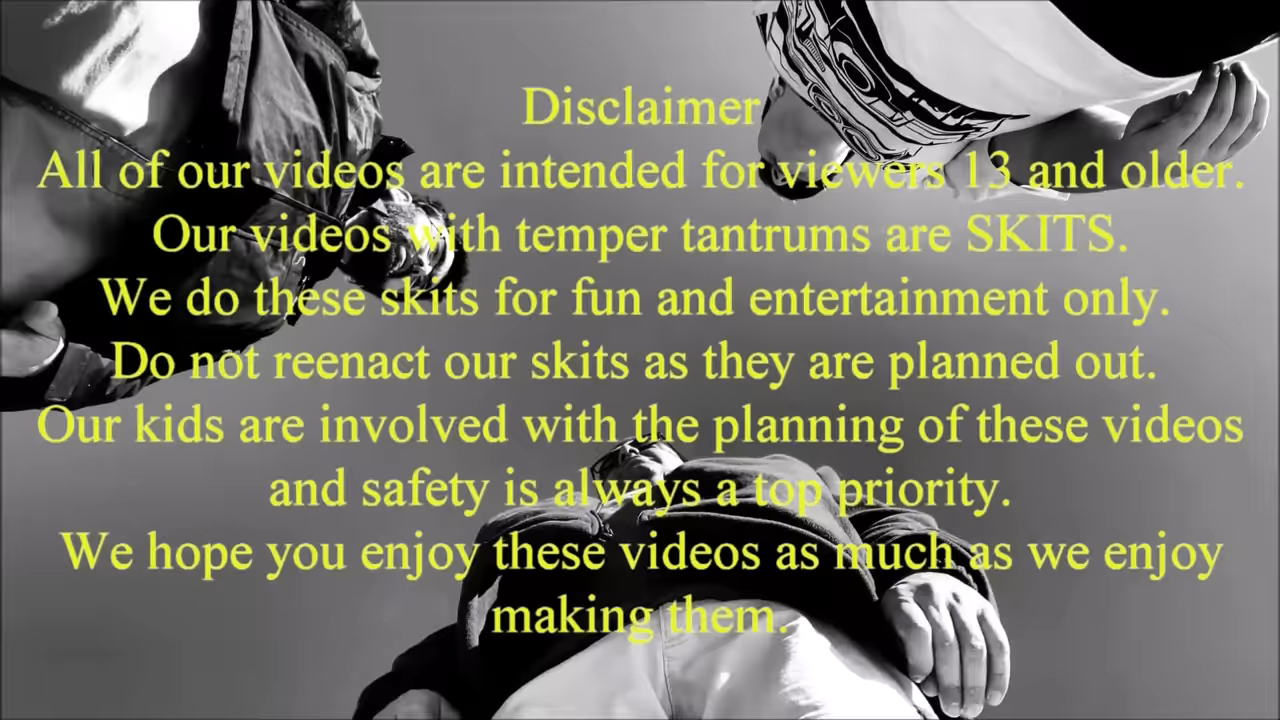 Disclaimer
All of our videos are intended for viewers 13 and older.
Our videos with temper tantrums are SKITS.
We do these skits for fun and entertainment only.
Do not reenact our skits as they are planned out.
Our kids are involved with the planning of these videos
and safety is always a top priority.
We hope you enjoy these videos as much as we enjoy
making them.